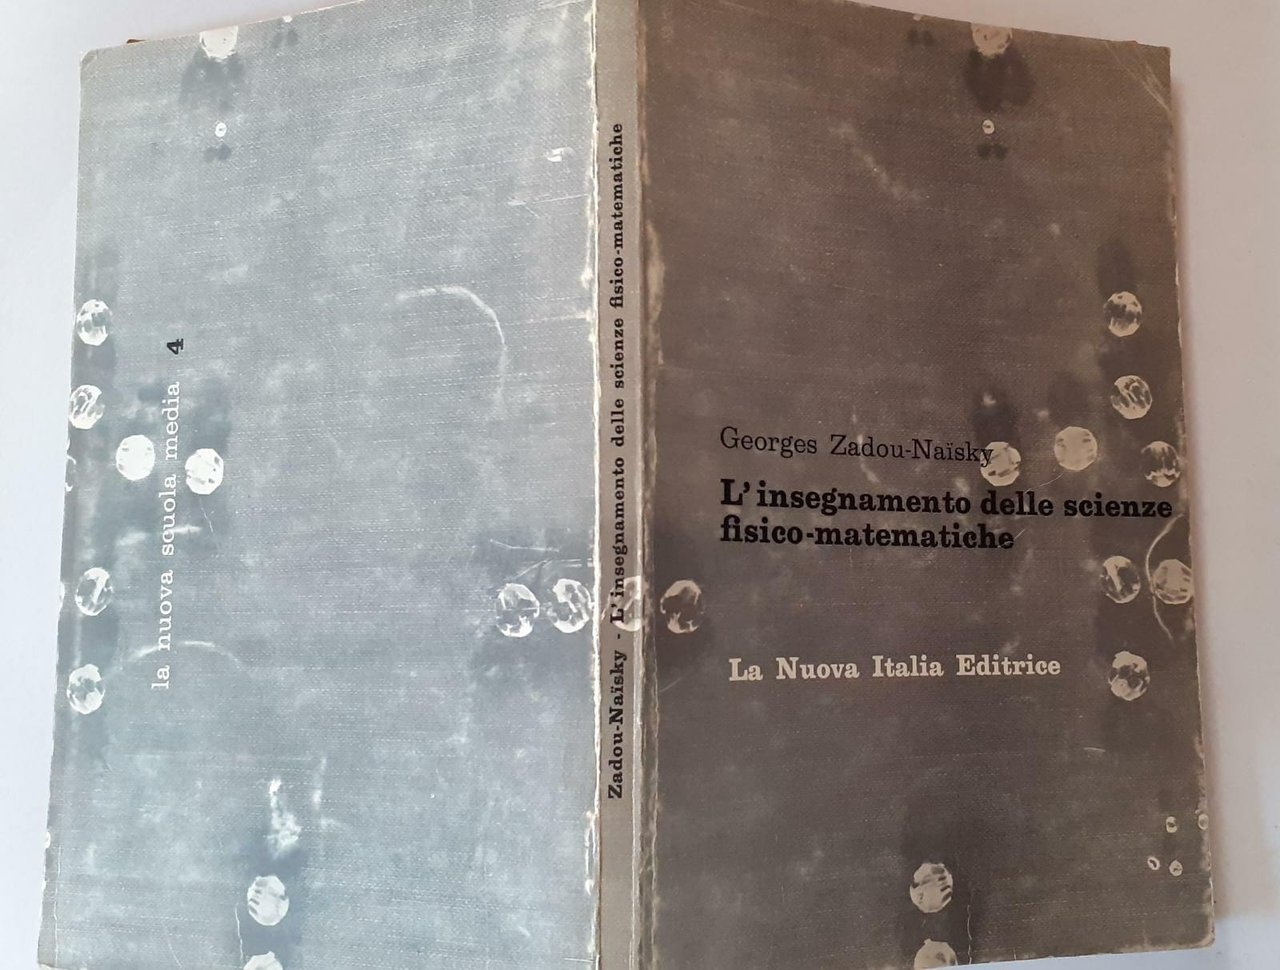 la nuova scuola media 4
Zadou-Naïsky - L'insegnamento delle scienze fisico-matematiche
Georges Zadou-Naïsky
L'insegnamento delle scienze
fisico-matematiche
La Nuova Italia Editrice